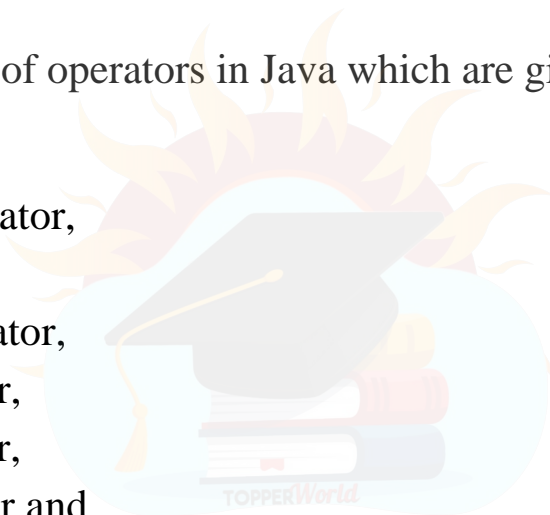 of operators in Java which are gi
ator,
ator,
r,
r,
r and
TOPPERWorld